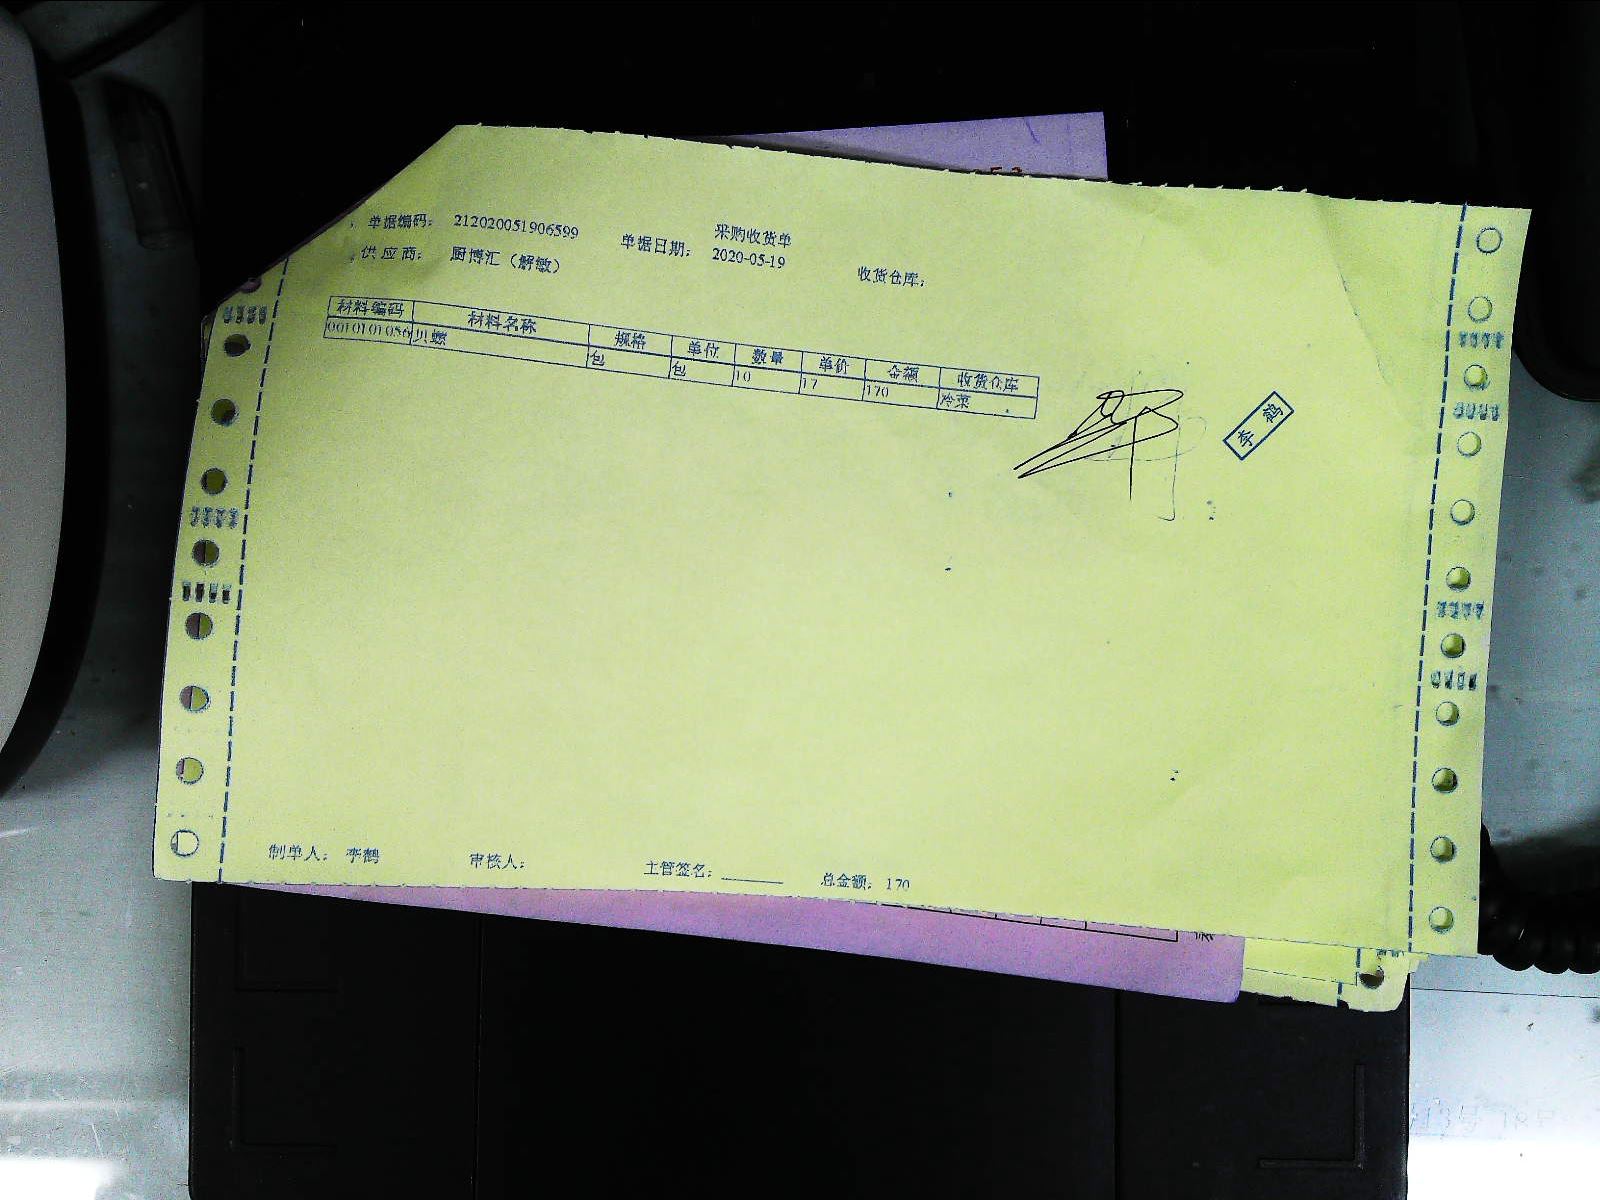 采购收货单
单据编码： 212020051906599 单据日期： 2020-05-19 收货仓库：
供应商： 厨博汇（解敏）
材料编码 材料名称 规格 单位 数量 单价 金额 收货仓库
0010101056 贝螺 包 包 10 17 170 冷菜
李鹤
制单人： 李鹤 审核人： 主管签名： 总金额： 170